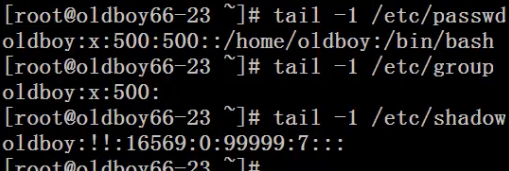 [root@oldboy66-23 ~]# tail -1 /etc/passwd
oldboy:x:500:500::/home/oldboy:/bin/bash
[root@oldboy66-23 ~]# tail -1 /etc/group
oldboy:x:500:
[root@oldboy66-23 ~]# tail -1 /etc/shadow
oldboy:!!:16569:0:99999:7:::
[root@oldboy66-23 ~]#